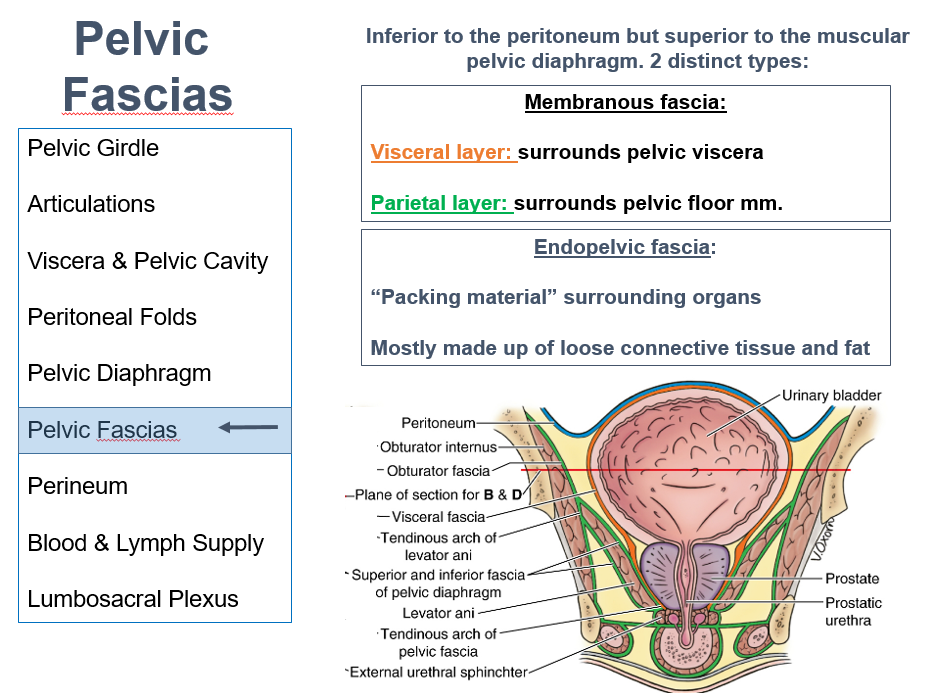 Pelvic
Fascias
Pelvic Girdle
Articulations
Viscera & Pelvic Cavity
Peritoneal Folds
Pelvic Diaphragm
Pelvic Fascias
Perineum
Blood & Lymph Supply
Lumbosacral Plexus
Inferior to the peritoneum but superior to the muscular
pelvic diaphragm. 2 distinct types:
Membranous fascia:
Visceral layer: surrounds pelvic viscera
Parietal layer: surrounds pelvic floor mm.
Endopelvic fascia:
“Packing material” surrounding organs
Mostly made up of loose connective tissue and fat
Urinary bladder
Peritoneum
Obturator internus
Obturator fascia
Plane of section for B & D
Visceral fascia
Tendinous arch of
levator ani
Superior and inferior fascia
of pelvic diaphragm
Levator ani
Tendinous arch of
pelvic fascia
External urethral sphinchter
Prostate
Prostatic
urethra
V.Oxorn